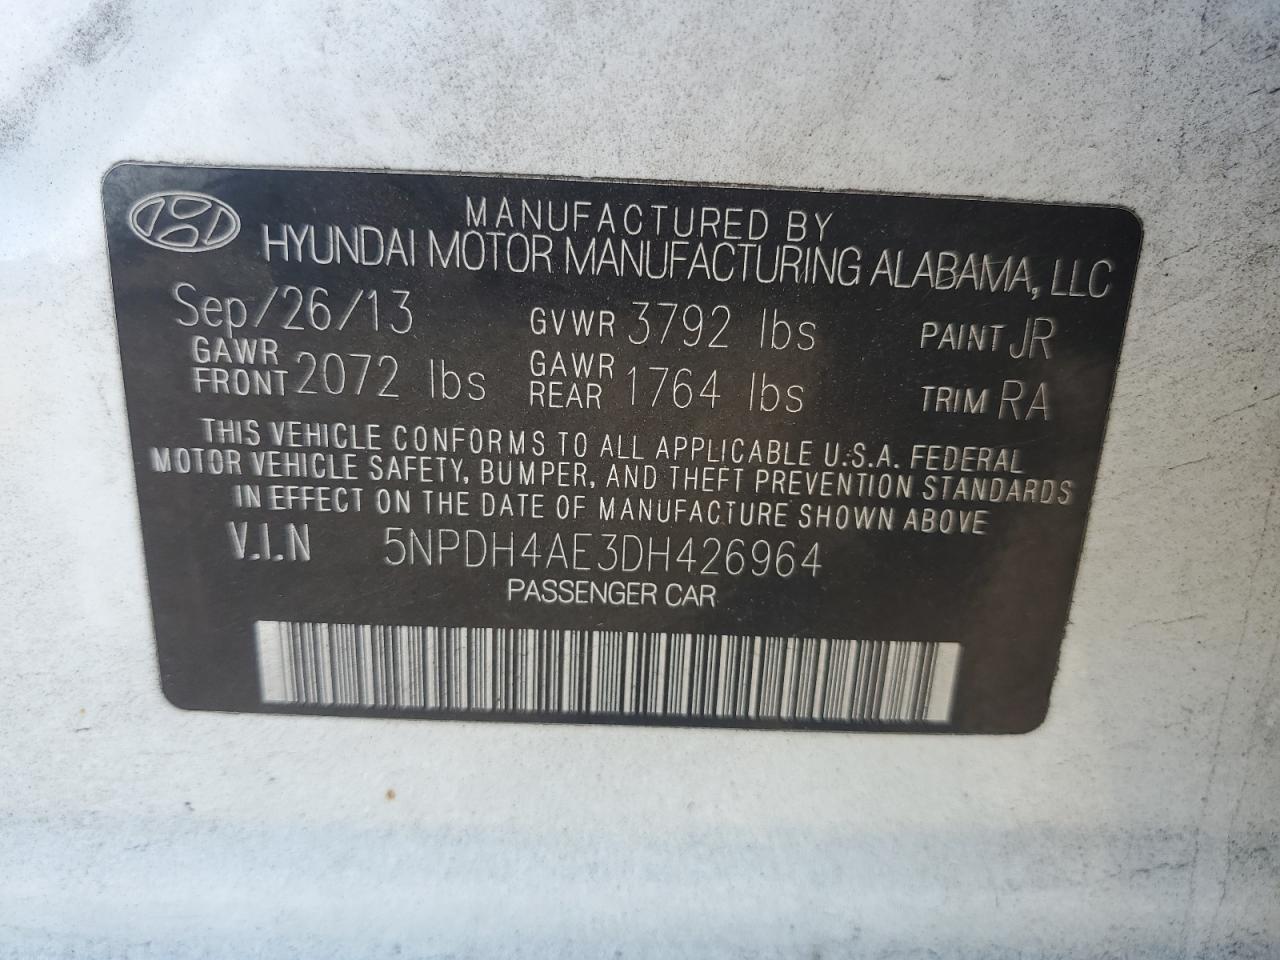 MANUFACTURED BY
HYUNDAI MOTOR MANUFACTURING ALABAMA, LLC
Sep/26/13 GVWR 3792 lbs PAINT JR
GAWR FRONT 2072 lbs GAWR REAR 1764 lbs TRIM RA
THIS VEHICLE CONFORMS TO ALL APPLICABLE U.S.A. FEDERAL
MOTOR VEHICLE SAFETY, BUMPER, AND THEFT PREVENTION STANDARDS
IN EFFECT ON THE DATE OF MANUFACTURE SHOWN ABOVE
V.I.N 5NPDH4AE3DH426964
PASSENGER CAR